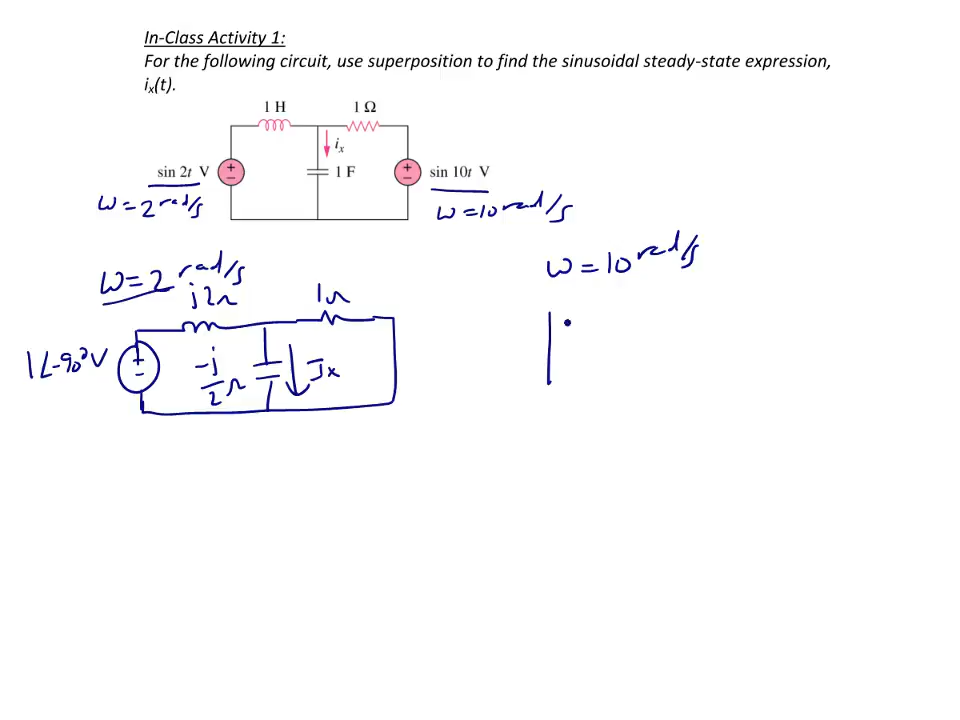 In-Class Activity 1:
For the following circuit, use superposition to find the sinusoidal steady-state expression,
ix(t).
1 H 1 Ω
ix
sin 2t V + − 1 F + − sin 10t V
ω = 2 rad/s ω = 10 rad/s
ω = 2 rad/s ω = 10 rad/s
j2Ω 1Ω
1∠-90° V + − -j/2 Ω Ix